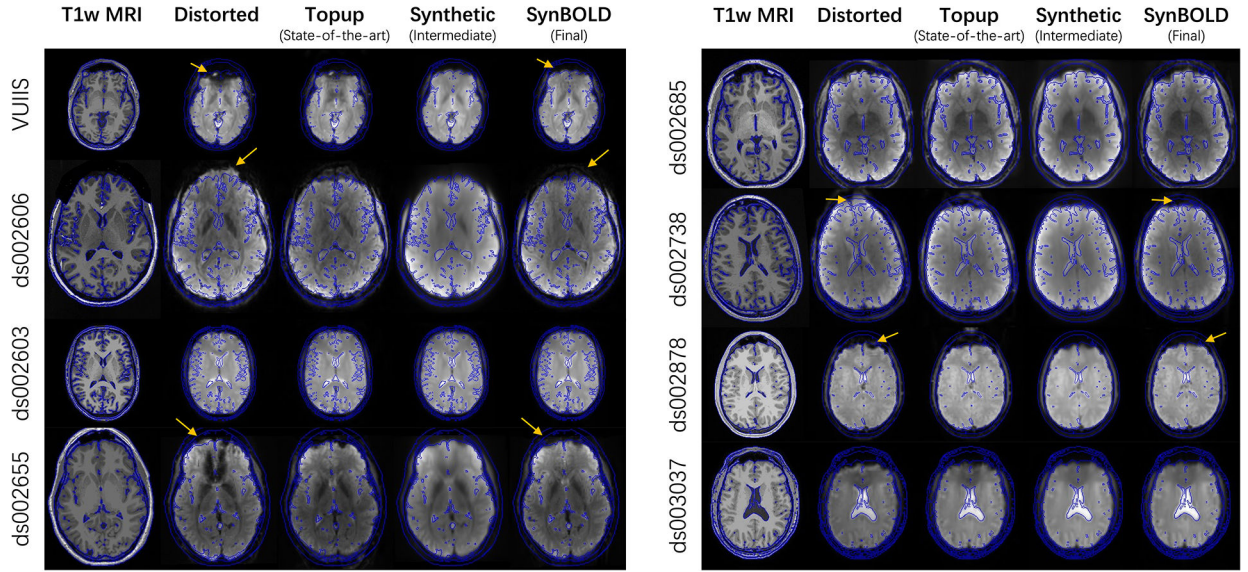 T1w MRI Distorted Topup Synthetic SynBOLD
(State-of-the-art) (Intermediate) (Final)
VUIIS
ds002606
ds002603
ds002655
T1w MRI Distorted Topup Synthetic SynBOLD
(State-of-the-art) (Intermediate) (Final)
ds002685
ds002738
ds002878
ds003037